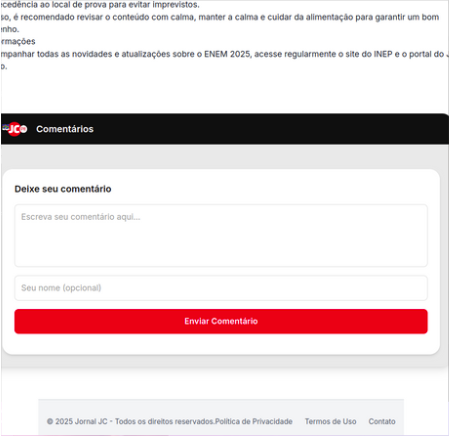 cedência ao local de prova para evitar imprevistos.
so, é recomendado revisar o conteúdo com calma, manter a calma e cuidar da alimentação para garantir um bom
nho.
rmações
mpanhar todas as novidades e atualizações sobre o ENEM 2025, acesse regularmente o site do INEP e o portal do J
o.
JC Comentários
Deixe seu comentário
Escreva seu comentário aqui...
Seu nome (opcional)
Enviar Comentário
© 2025 Jornal JC - Todos os direitos reservados.Política de Privacidade Termos de Uso Contato